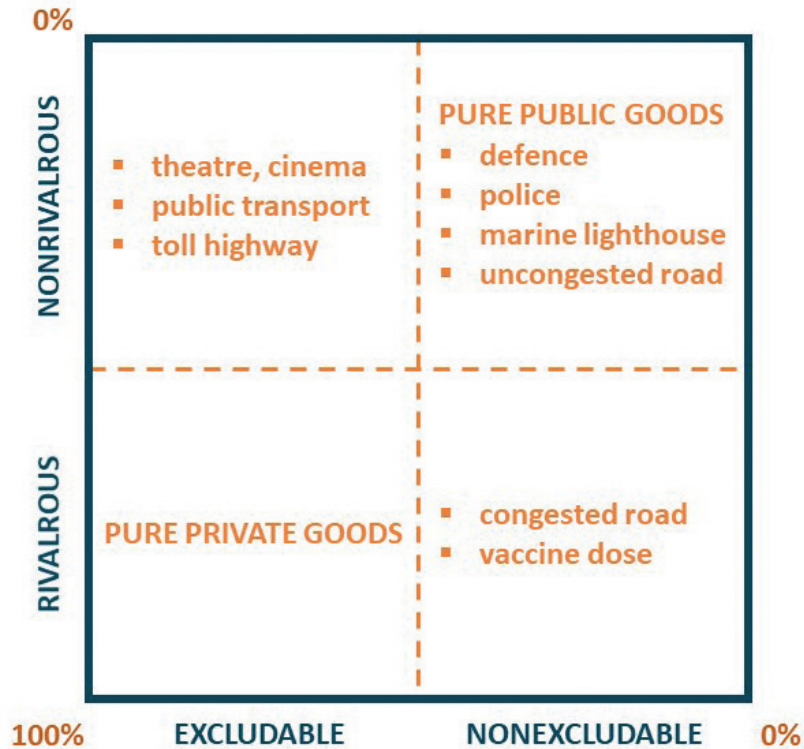 0%
NONRIVALROUS
▪ theatre, cinema
▪ public transport
▪ toll highway
PURE PUBLIC GOODS
▪ defence
▪ police
▪ marine lighthouse
▪ uncongested road
RIVALROUS
PURE PRIVATE GOODS
▪ congested road
▪ vaccine dose
100%
EXCLUDABLE
NONEXCLUDABLE
0%